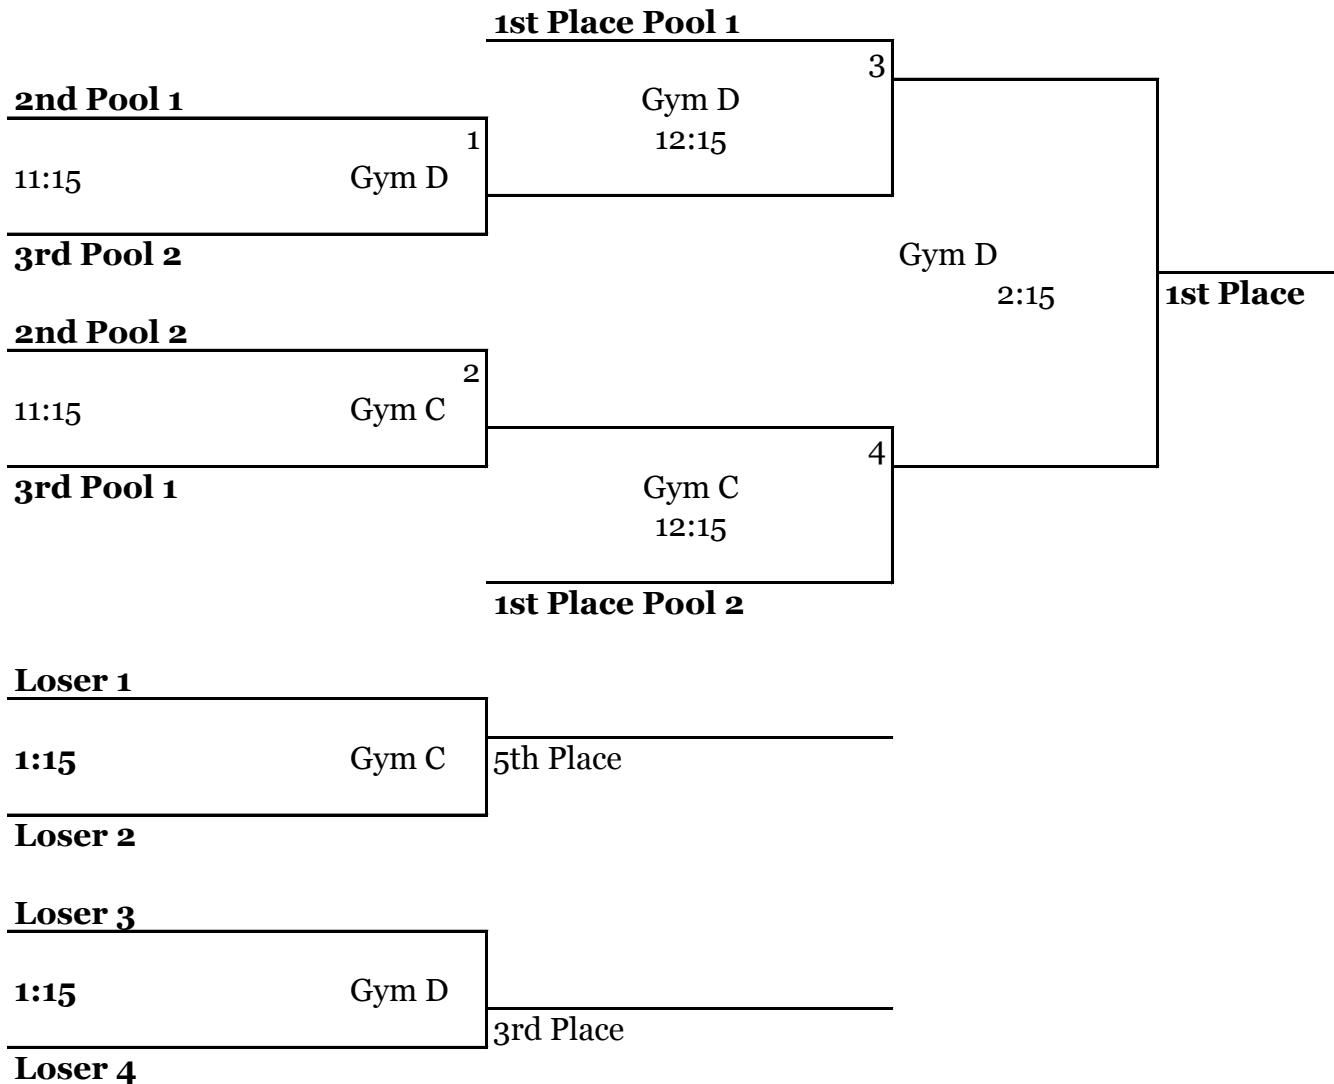 1st Place Pool 1
3
2nd Pool 1
Gym D
1
12:15
11:15 Gym D
3rd Pool 2
Gym D
2:15
1st Place
2nd Pool 2
2
11:15 Gym C
4
3rd Pool 1
Gym C
12:15
1st Place Pool 2
Loser 1
1:15 Gym C
5th Place
Loser 2
Loser 3
1:15 Gym D
3rd Place
Loser 4